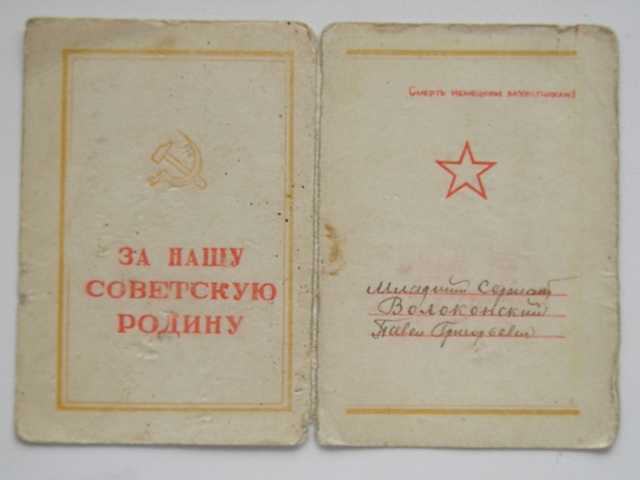 ЗА НАШУ
СОВЕТСКУЮ
РОДИНУ
Смерть немецким захватчикам!
Младший Сержант
Волоконский
Павел Григорьевич